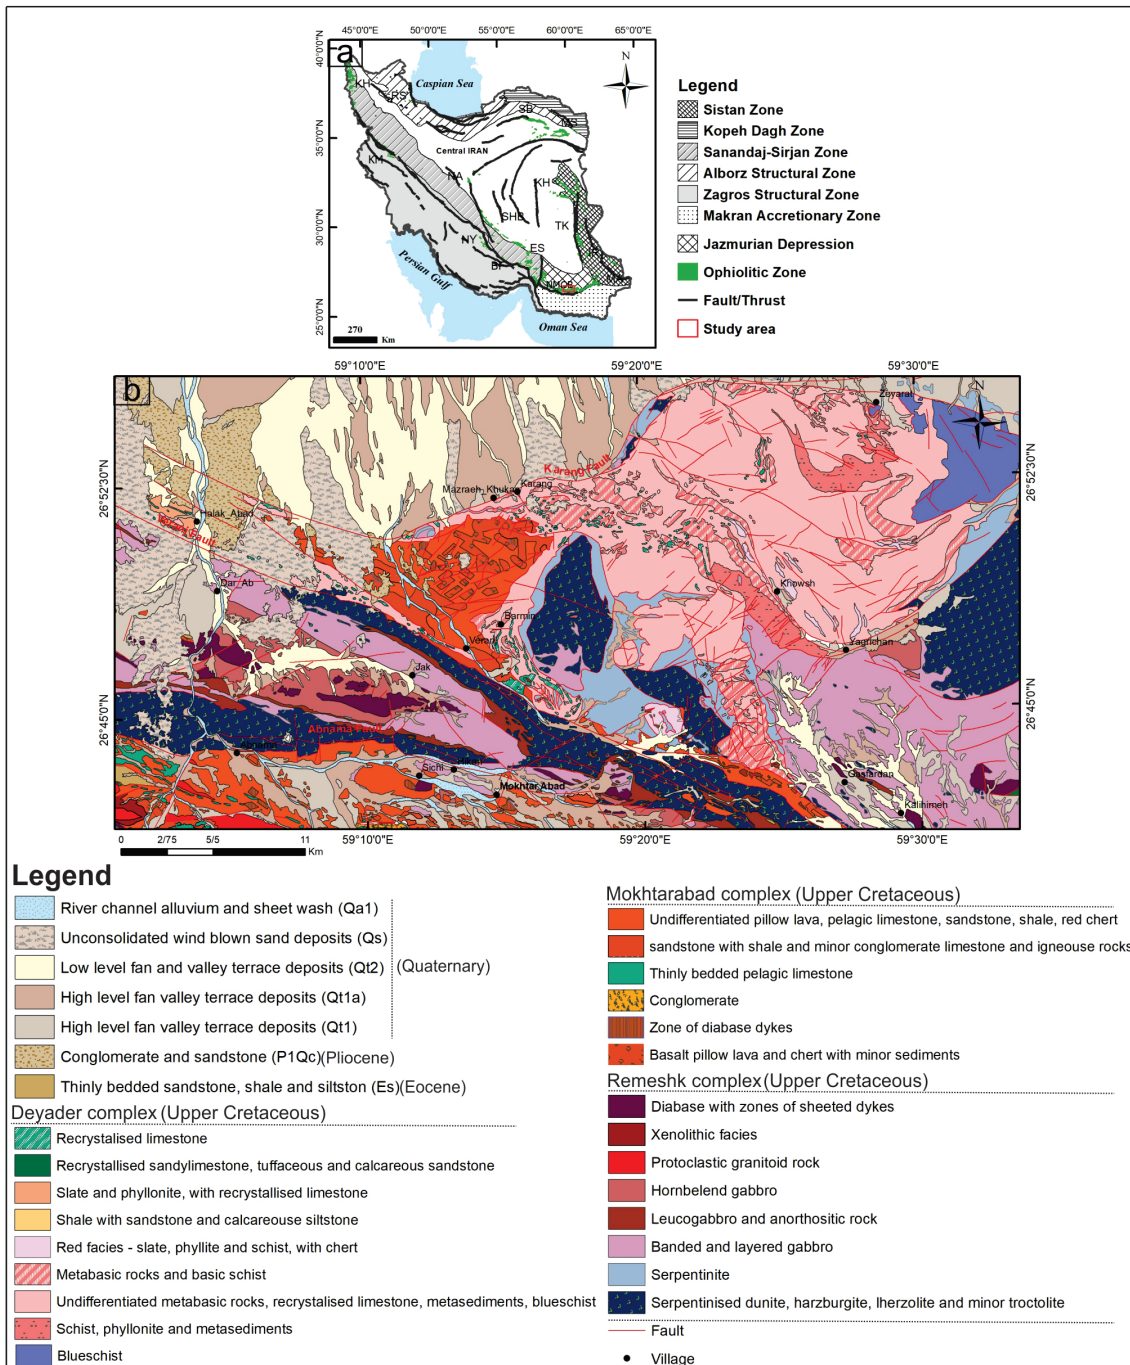 45°0'0"E 50°0'0"E 55°0'0"E 60°0'0"E 65°0'0"E
40°0'0"N
35°0'0"N
30°0'0"N
25°0'0"N
a
N
Caspian Sea
KH
RS
SB
MS
Central IRAN
KM
NA
KH
SHB
TK
NY
ES
BF
Persian Gulf
Oman Sea
270
Km
Legend
Sistan Zone
Kopeh Dagh Zone
Sanandaj-Sirjan Zone
Alborz Structural Zone
Zagros Structural Zone
Makran Accretionary Zone
Jazmurian Depression
Ophiolitic Zone
Fault/Thrust
Study area
59°10'0"E 59°20'0"E 59°30'0"E
b
N
Zeyarat
26°52'30"N
26°52'30"N
Karang Fault
Mazraeh_Khuka
Karang
Halak_Abad
Fault
Dar_Ab
Khowsh
Barmin
Verar
Yagrichan
Jak
26°45'0"N
26°45'0"N
Abnama Fault
Abnama
Sichi
Mokhtar Abad
Gasfardan
Kalihimeh
59°10'0"E 59°20'0"E 59°30'0"E
0 2/75 5/5 11
Km
Legend
River channel alluvium and sheet wash (Qa1)
Unconsolidated wind blown sand deposits (Qs)
Low level fan and valley terrace deposits (Qt2)
(Quaternary)
High level fan valley terrace deposits (Qt1a)
High level fan valley terrace deposits (Qt1)
Conglomerate and sandstone (P1Qc)(Pliocene)
Thinly bedded sandstone, shale and siltston (Es)(Eocene)
Deyader complex (Upper Cretaceous)
Recrystalised limestone
Recrystallised sandylimestone, tuffaceous and calcareous sandstone
Slate and phyllonite, with recrystallised limestone
Shale with sandstone and calcareouse siltstone
Red facies - slate, phyllite and schist, with chert
Metabasic rocks and basic schist
Undifferentiated metabasic rocks, recrystalised limestone, metasediments, blueschist
Schist, phyllonite and metasediments
Blueschist
Mokhtarabad complex (Upper Cretaceous)
Undifferentiated pillow lava, pelagic limestone, sandstone, shale, red chert
sandstone with shale and minor conglomerate limestone and igneouse rocks
Thinly bedded pelagic limestone
Conglomerate
Zone of diabase dykes
Basalt pillow lava and chert with minor sediments
Remeshk complex (Upper Cretaceous)
Diabase with zones of sheeted dykes
Xenolithic facies
Protoclastic granitoid rock
Hornbelend gabbro
Leucogabbro and anorthositic rock
Banded and layered gabbro
Serpentinite
Serpentinised dunite, harzburgite, lherzolite and minor troctolite
Fault
Village